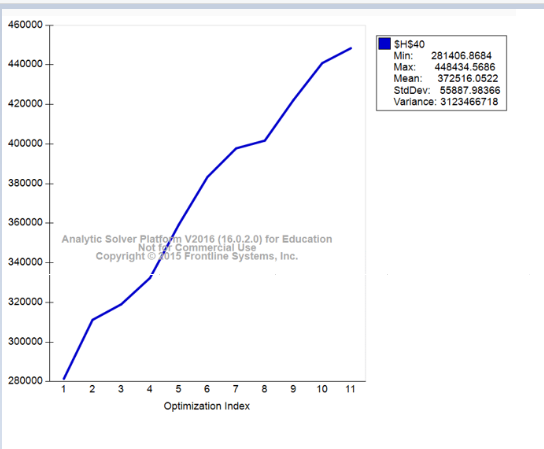 460000
440000
420000
400000
380000
360000
340000
320000
300000
280000
1 2 3 4 5 6 7 8 9 10 11
Optimization Index
Analytic Solver Platform V2016 (16.0.2.0) for Education
Not for Commercial Use
Copyright © 2015 Frontline Systems, Inc.
$H$40
Min: 281406.8684
Max: 448434.5686
Mean: 372516.0522
StdDev: 55887.98366
Variance: 3123466718